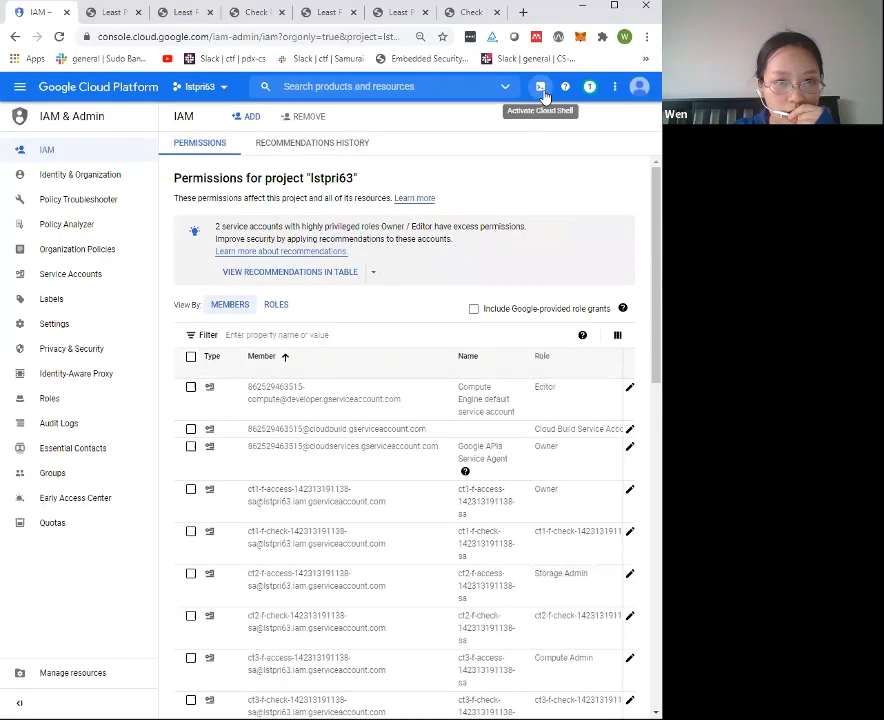 IAM –
Least P
Least F
Check L
Least F
Least P
Check -
console.cloud.google.com/iam-admin/iam?orgonly=true&project=lst...
Apps
general | Sudo Ban...
Slack | ctf | pdx-cs
Slack | ctf | Samurai
Embedded Security...
Slack | general | CS-...
Google Cloud Platform
lstpri63
Search products and resources
1
W
Activate Cloud Shell
Wen
IAM & Admin
IAM
ADD
REMOVE
IAM
Identity & Organization
Policy Troubleshooter
Policy Analyzer
Organization Policies
Service Accounts
Labels
Settings
Privacy & Security
Identity-Aware Proxy
Roles
Audit Logs
Essential Contacts
Groups
Early Access Center
Quotas
Manage resources
PERMISSIONS
RECOMMENDATIONS HISTORY
Permissions for project "lstpri63"
These permissions affect this project and all of its resources. Learn more
2 service accounts with highly privileged roles Owner / Editor have excess permissions.
Improve security by applying recommendations to these accounts.
Learn more about recommendations.
VIEW RECOMMENDATIONS IN TABLE
View By: MEMBERS ROLES
Include Google-provided role grants
Filter Enter property name or value
Type Member Name Role
862529463515-
compute@developer.gserviceaccount.com
Compute
Engine default
service account
Editor
862529463515@cloudbuild.gserviceaccount.com
Cloud Build Service Acco
862529463515@cloudservices.gserviceaccount.com
Google APIs
Service Agent
Owner
ct1-f-access-142313191138-
sa@lstpri63.iam.gserviceaccount.com
ct1-f-access-
142313191138-
sa
Owner
ct1-f-check-142313191138-
sa@lstpri63.iam.gserviceaccount.com
ct1-f-check-
142313191138-
sa
ct1-f-check-1423131911
ct2-f-access-142313191138-
sa@lstpri63.iam.gserviceaccount.com
ct2-f-access-
142313191138-
sa
Storage Admin
ct2-f-check-142313191138-
sa@lstpri63.iam.gserviceaccount.com
ct2-f-check-
142313191138-
sa
ct2-f-check-1423131911
ct3-f-access-142313191138-
sa@lstpri63.iam.gserviceaccount.com
ct3-f-access-
142313191138-
sa
Compute Admin
ct3-f-check-142313191138-
sa@lstpri63.iam.gserviceaccount.com
ct3-f-check-
142313191138-
ct3-f-check-1423131911